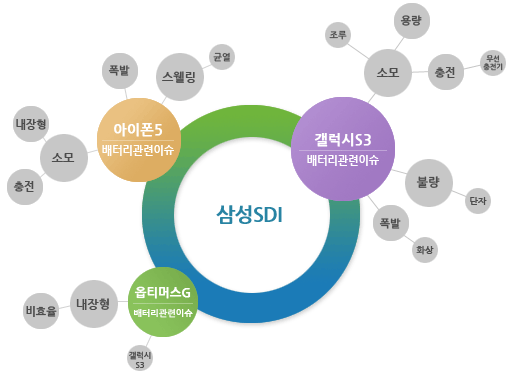 용량
조루
무선
충전기
소모
충전
균열
폭발
스웰링
내장형
아이폰5
배터리관련이슈
갤럭시S3
배터리관련이슈
소모
충전
불량
단자
삼성SDI
폭발
화상
옵티머스G
배터리관련이슈
내장형
비효율
갤럭시
S3